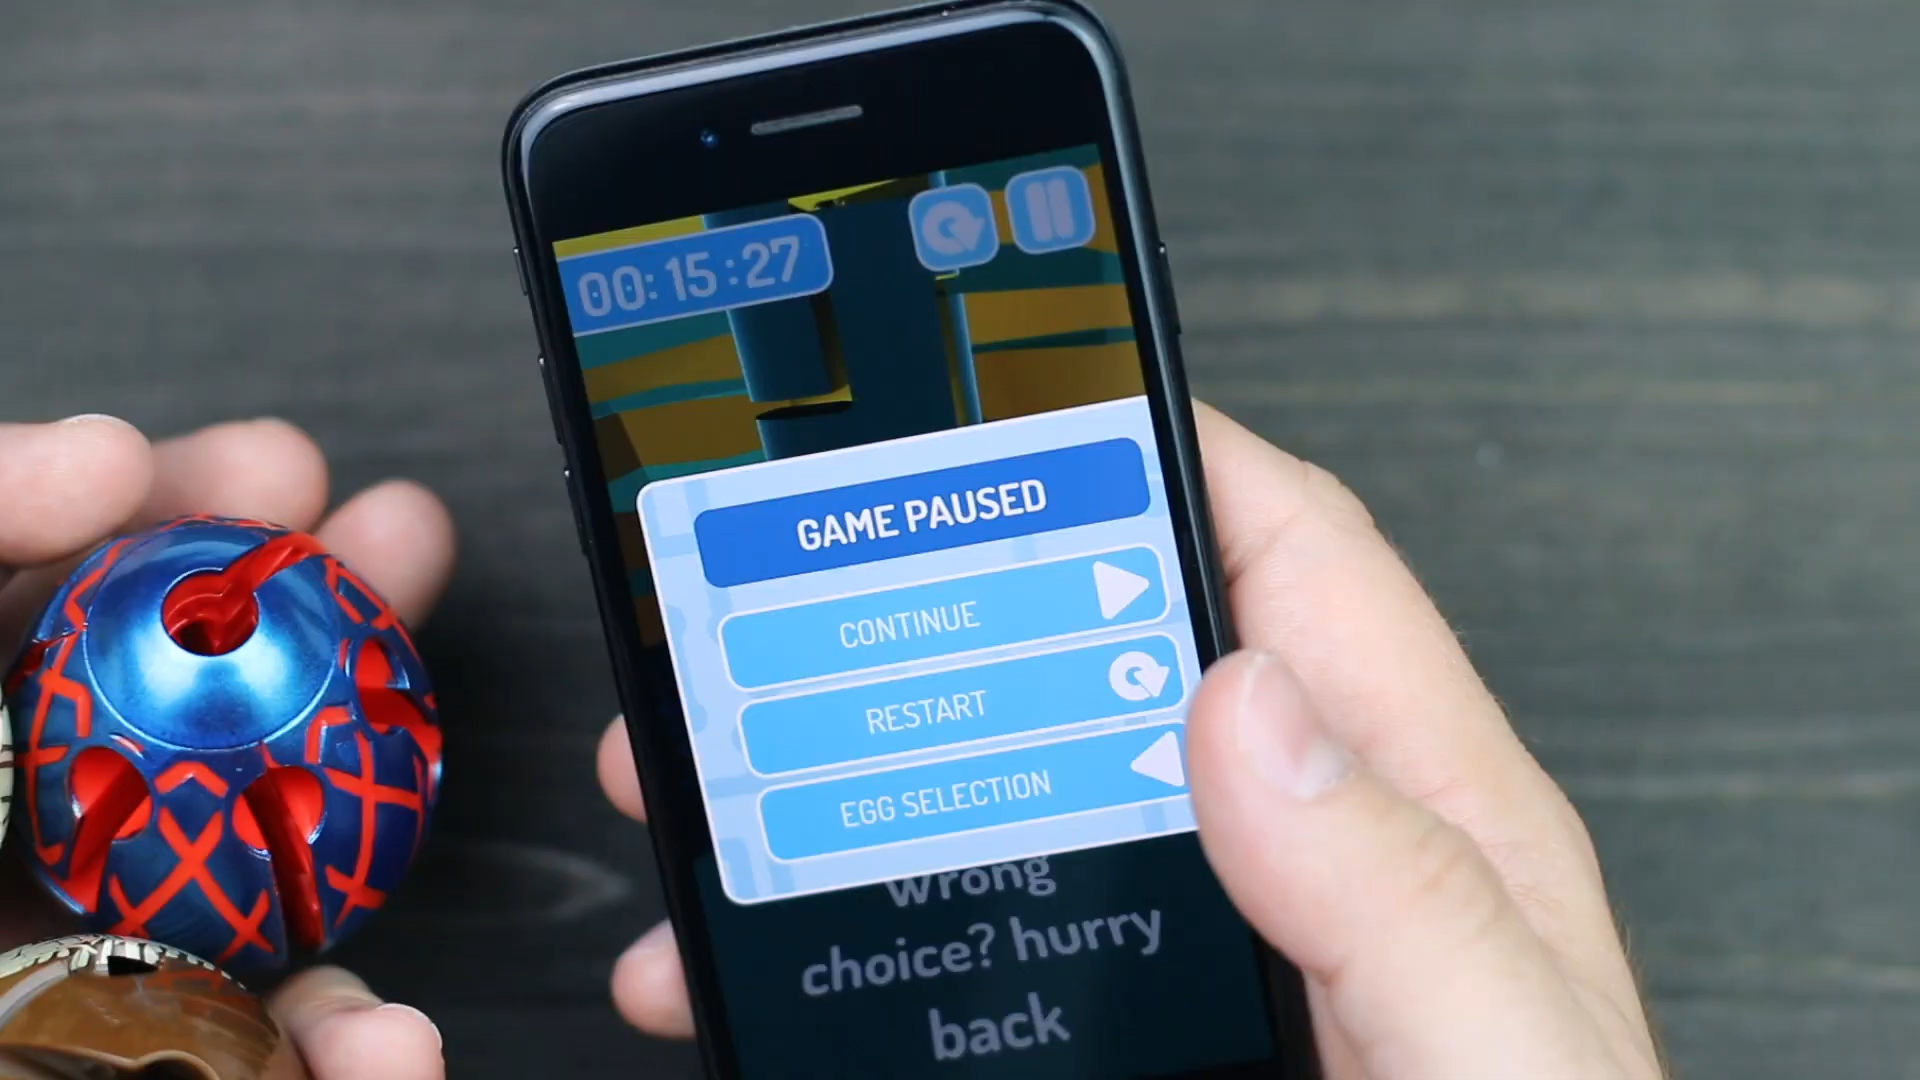 00:15:27
GAME PAUSED
CONTINUE
RESTART
EGG SELECTION
wrong
choice? hurry
back